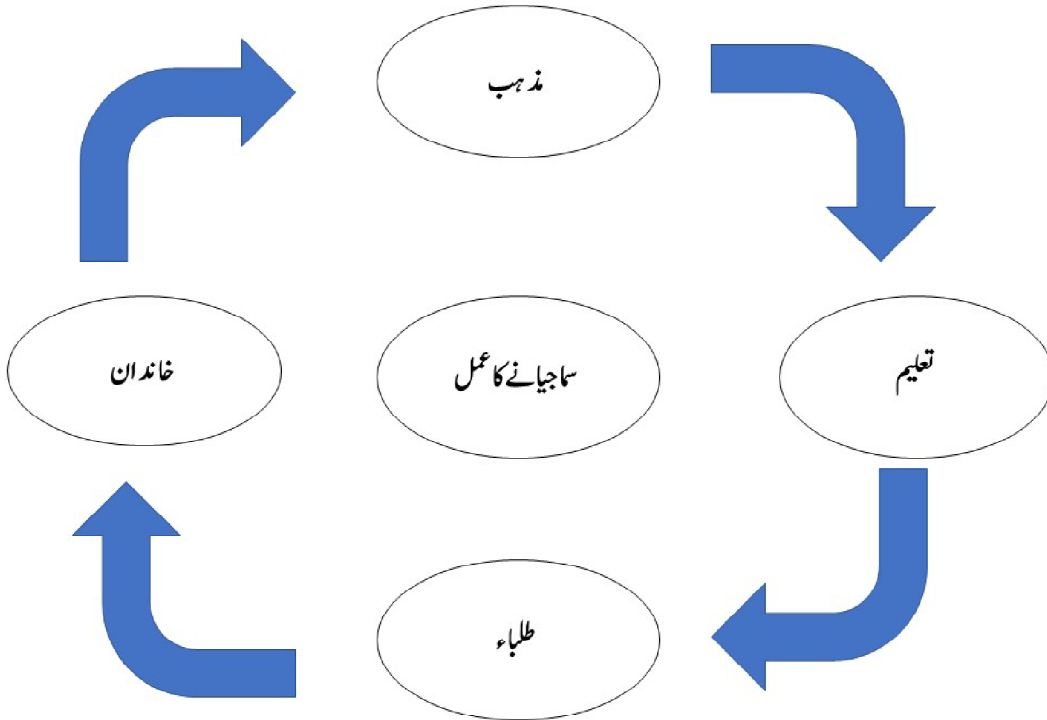 مذہب
تعلیم
سماجیانے کا عمل
خاندان
طلباء